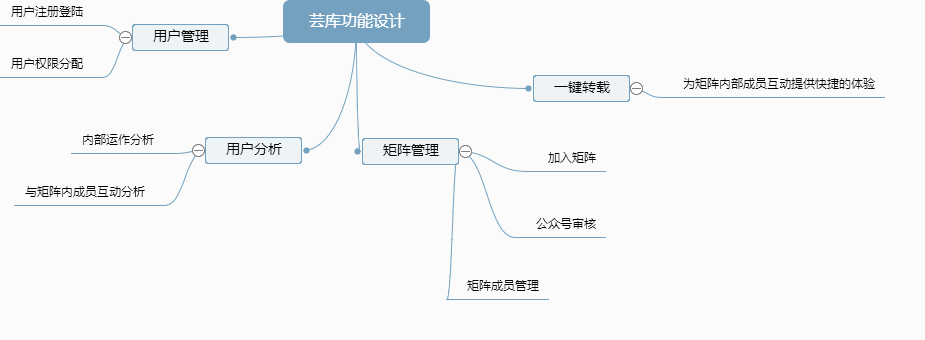 芸库功能设计
用户注册登陆
用户管理
用户权限分配
一键转载
为矩阵内部成员互动提供快捷的体验
内部运作分析
用户分析
与矩阵内成员互动分析
矩阵管理
加入矩阵
公众号审核
矩阵成员管理